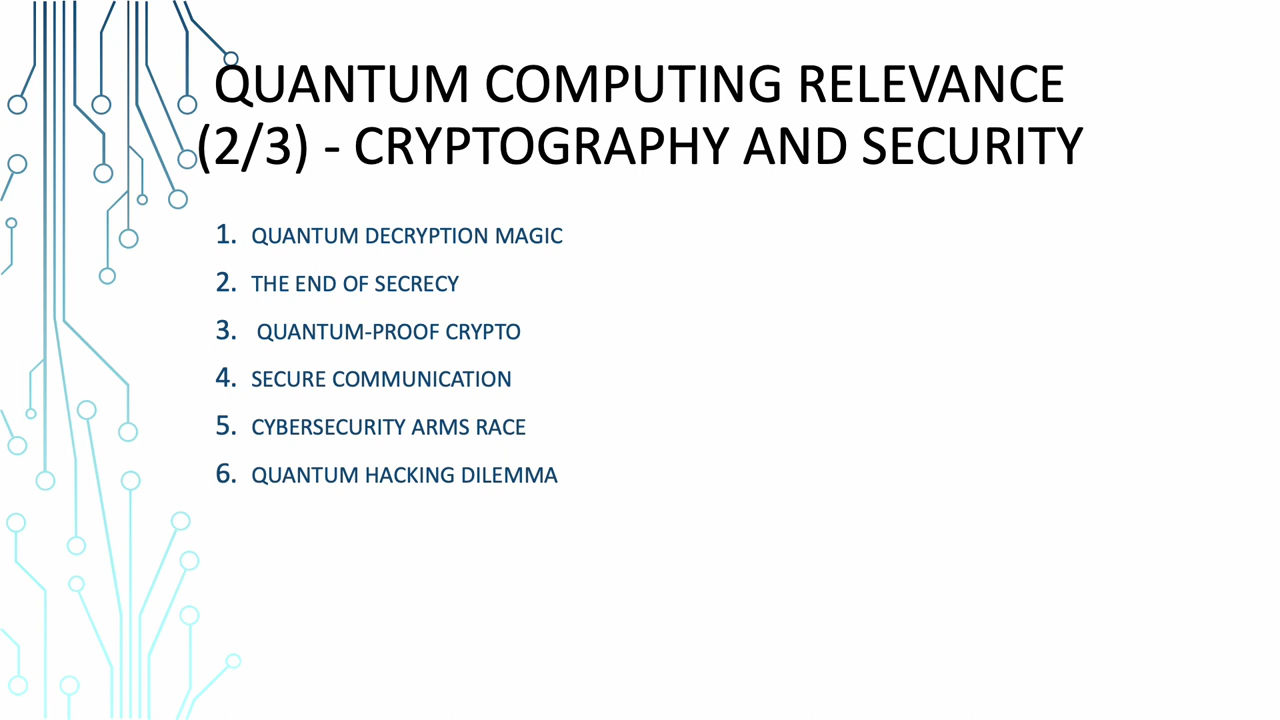 QUANTUM COMPUTING RELEVANCE
(2/3) - CRYPTOGRAPHY AND SECURITY
1. QUANTUM DECRYPTION MAGIC
2. THE END OF SECRECY
3. QUANTUM-PROOF CRYPTO
4. SECURE COMMUNICATION
5. CYBERSECURITY ARMS RACE
6. QUANTUM HACKING DILEMMA